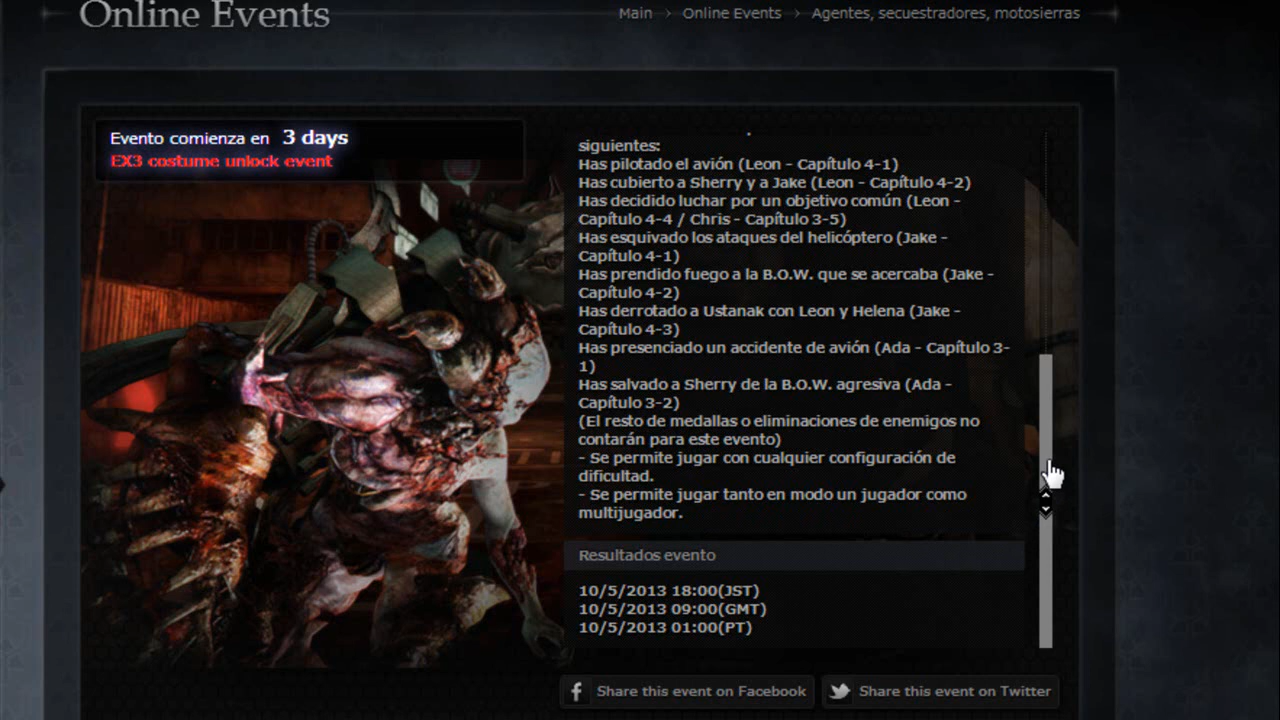 Online Events
Main > Online Events > Agentes, secuestradores, motosierras
Evento comienza en 3 days
EX3 costume unlock event
siguientes:
Has pilotado el avión (Leon - Capítulo 4-1)
Has cubierto a Sherry y a Jake (Leon - Capítulo 4-2)
Has decidido luchar por un objetivo común (Leon -
Capítulo 4-4 / Chris - Capítulo 3-5)
Has esquivado los ataques del helicóptero (Jake -
Capítulo 4-1)
Has prendido fuego a la B.O.W. que se acercaba (Jake -
Capítulo 4-2)
Has derrotado a Ustanak con Leon y Helena (Jake -
Capítulo 4-3)
Has presenciado un accidente de avión (Ada - Capítulo 3-
1)
Has salvado a Sherry de la B.O.W. agresiva (Ada -
Capítulo 3-2)
(El resto de medallas o eliminaciones de enemigos no
contarán para este evento)
- Se permite jugar con cualquier configuración de
dificultad.
- Se permite jugar tanto en modo un jugador como
multijugador.
Resultados evento
10/5/2013 18:00(JST)
10/5/2013 09:00(GMT)
10/5/2013 01:00(PT)
Share this event on Facebook
Share this event on Twitter